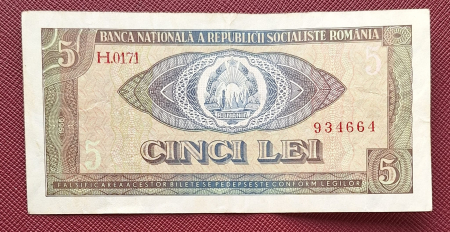 BANCA NATIONALĂ A REPUBLICII SOCIALISTE ROMÂNIA
5
H.0171
5
1966
934664
5
CINCI LEI
5
FALSIFICAREA ACESTOR BILETE SE PEDEPSEȘTE CONFORM LEGILOR